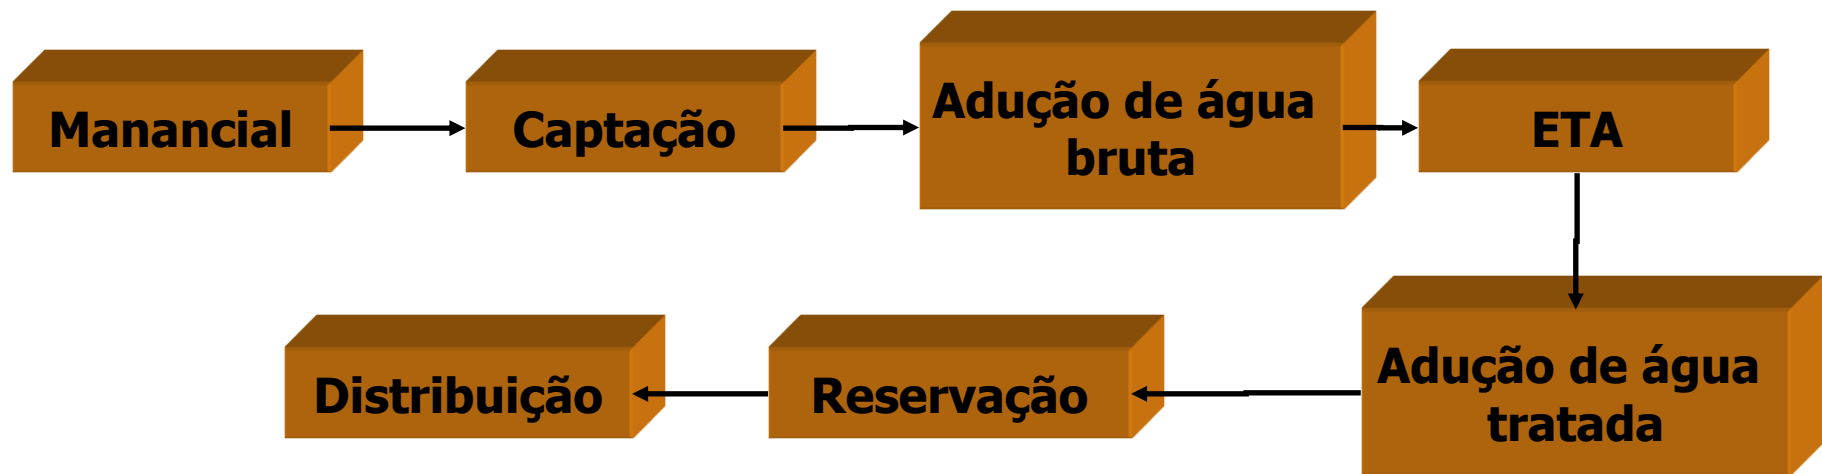 Manancial
Captação
Adução de água
bruta
ETA
Adução de água
tratada
Reservação
Distribuição